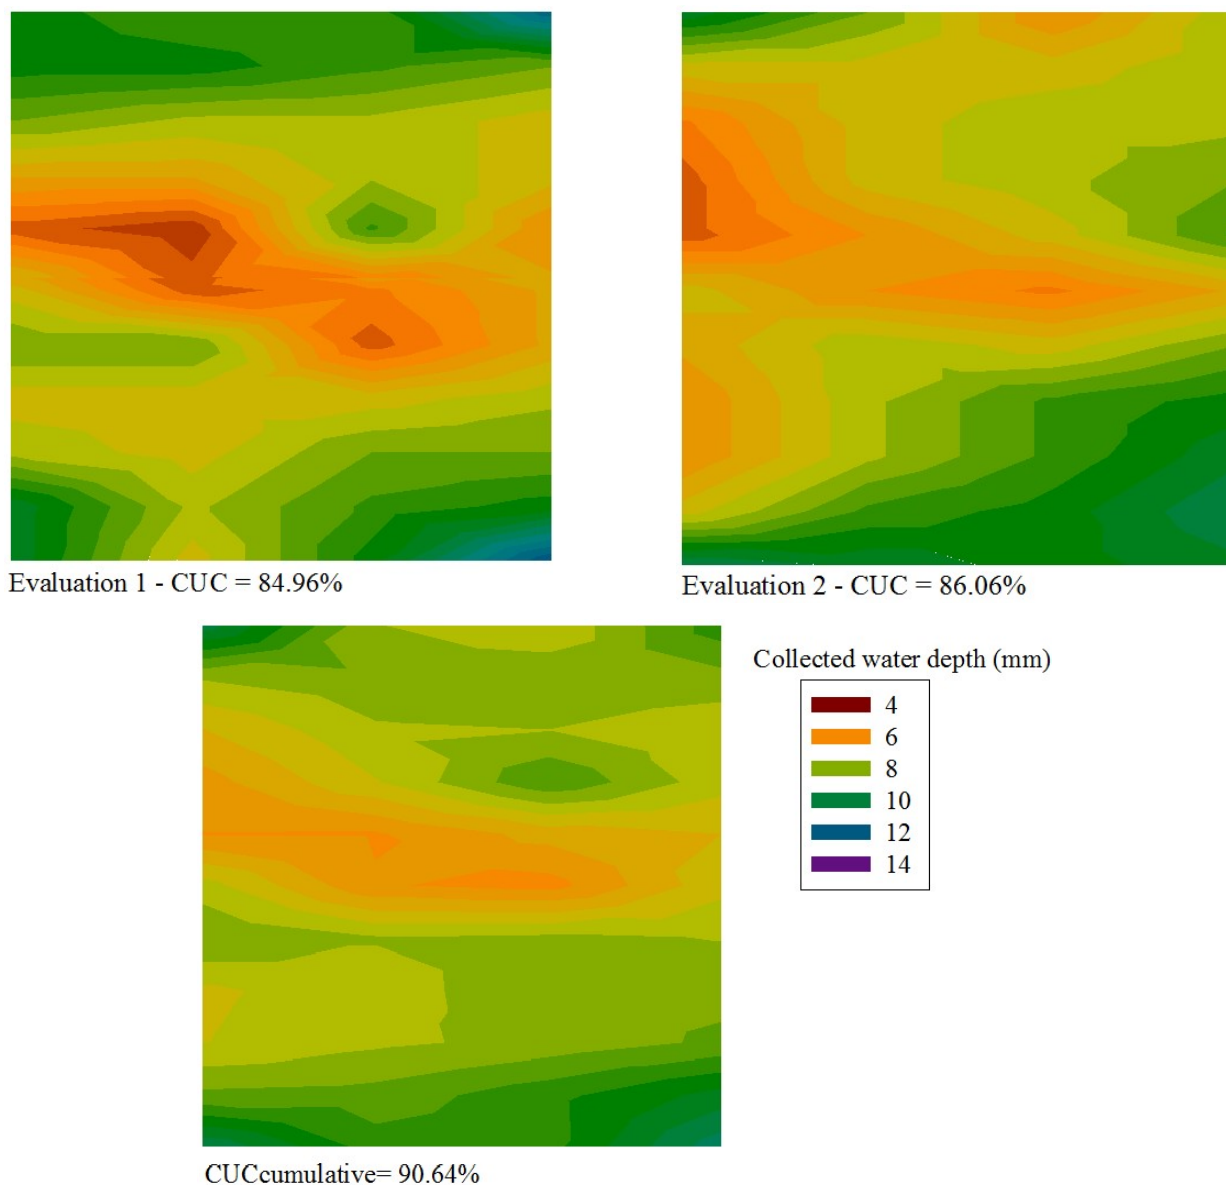 Evaluation 1 - CUC = 84.96%
Evaluation 2 - CUC = 86.06%
Collected water depth (mm)
4
6
8
10
12
14
CUCcumulative= 90.64%